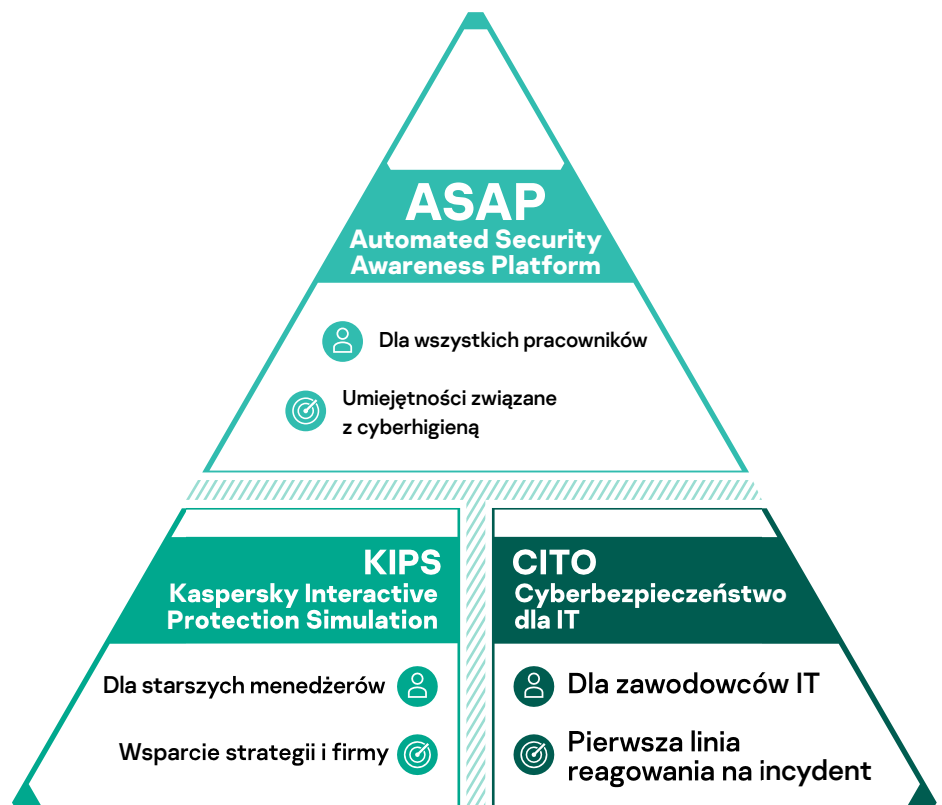 ASAP
Automated Security
Awareness Platform
Dla wszystkich pracowników
Umiejętności związane
z cyberhigieną
KIPS
Kaspersky Interactive
Protection Simulation
Dla starszych menedżerów
Wsparcie strategii i firmy
CITO
Cyberbezpieczeństwo
dla IT
Dla zawodowców IT
Pierwsza linia
reagowania na incydent